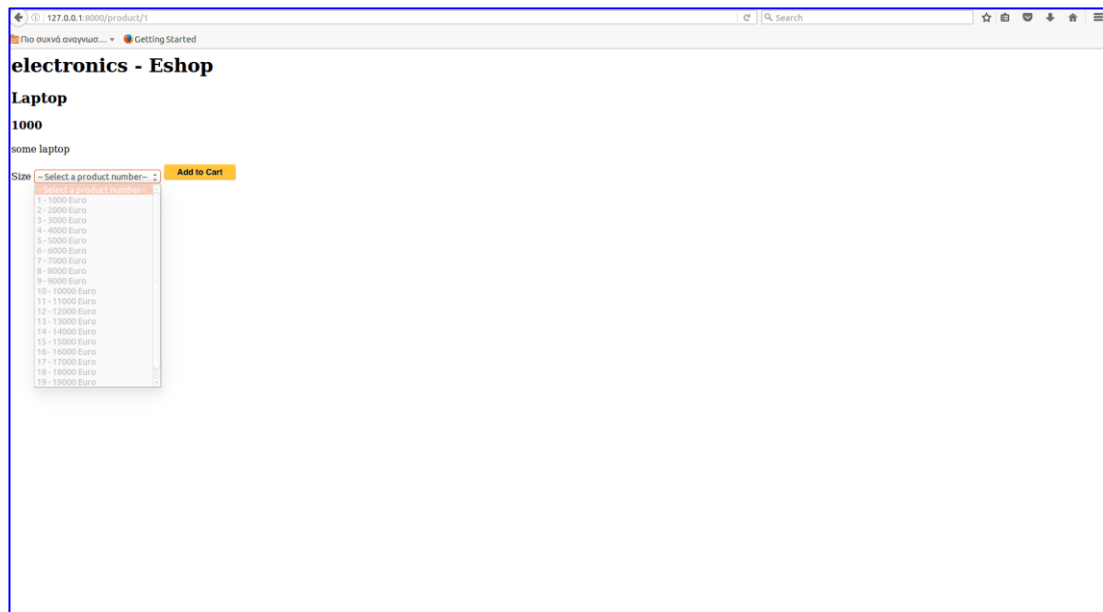 127.0.0.1:8000/product/1
Search
Πιο συχνά αναγνωσ...
Getting Started
electronics - Eshop
Laptop
1000
some laptop
Size --Select a product number-- Add to Cart
-- Select a product number--
1 - 1000 Euro
2 - 2000 Euro
3 - 3000 Euro
4 - 4000 Euro
5 - 5000 Euro
6 - 6000 Euro
7 - 7000 Euro
8 - 8000 Euro
9 - 9000 Euro
10 - 10000 Euro
11 - 11000 Euro
12 - 12000 Euro
13 - 13000 Euro
14 - 14000 Euro
15 - 15000 Euro
16 - 16000 Euro
17 - 17000 Euro
18 - 18000 Euro
19 - 19000 Euro